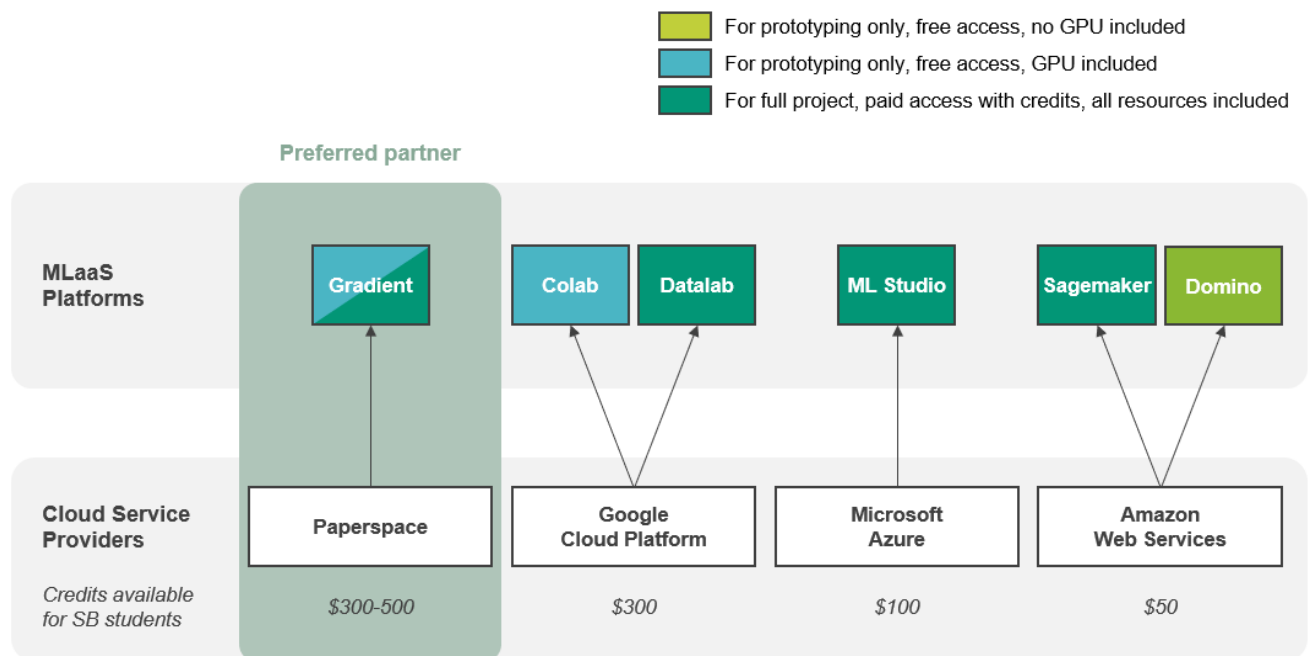 For prototyping only, free access, no GPU included
For prototyping only, free access, GPU included
For full project, paid access with credits, all resources included
Preferred partner
MLaaS
Platforms
Gradient
Colab
Datalab
ML Studio
Sagemaker
Domino
Cloud Service
Providers
Paperspace
Google
Cloud Platform
Microsoft
Azure
Amazon
Web Services
Credits available
for SB students
$300-500
$300
$100
$50